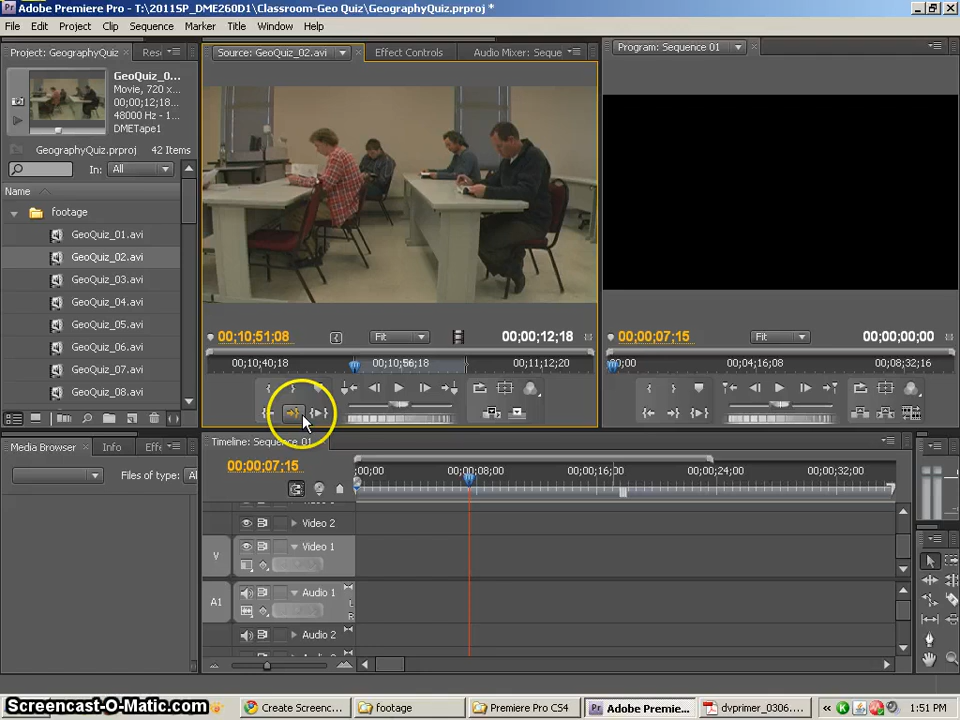 Adobe Premiere Pro - T:\2011SP_DME260D1\Classroom-Geo Quiz\GeographyQuiz.prproj *
File Edit Project Clip Sequence Marker Title Window Help
Project: GeographyQuiz
Source: GeoQuiz_02.avi
Effect Controls
Audio Mixer: Seque
Program: Sequence 01
GeoQuiz_0...
Movie, 720 x...
00;00;12;18,
48000 Hz - 1...
DMETape1
GeographyQuiz.prproj 42 Items
In: All
Name
footage
GeoQuiz_01.avi
GeoQuiz_02.avi
GeoQuiz_03.avi
GeoQuiz_04.avi
GeoQuiz_05.avi
GeoQuiz_06.avi
GeoQuiz_07.avi
GeoQuiz_08.avi
00;10;51;08
Fit
00;00;12;18
00;10;40;18 00;10;56;18 00;11;12;20
00;00;07;15
Fit
00;00;00;00
;00;00 00;04;16;08 00;08;32;16
Media Browser Info Effe
Files of type: Al
Timeline: Sequence 01
00;00;07;15
;00;00 00;00;08;00 00;00;16;00 00;00;24;00 00;00;32;00
Video 2
V Video 1
A1 Audio 1
L
R
Audio 2
Screencast-O-Matic.com
Create Screenc...
footage
Premiere Pro CS4
Adobe Premiere...
dvprimer_0306....
1:51 PM